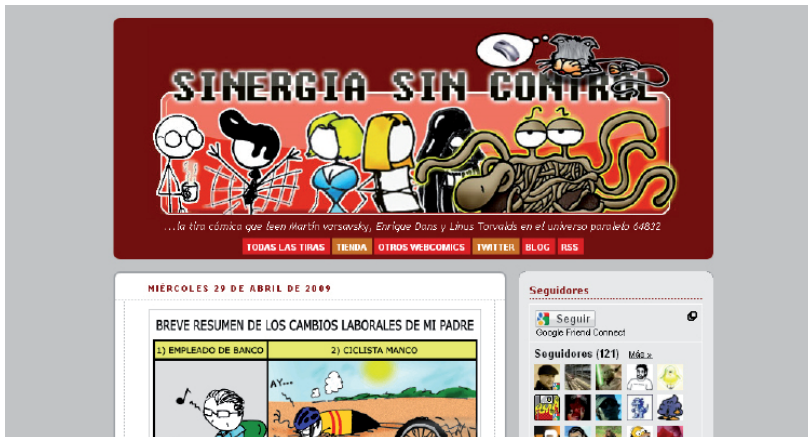 SINERGIA SIN CONTROL
...la tira cómica que leen Martín varsavsky, Enrique Dans y Linus Torvalds en el universo paralelo 64832
TODAS LAS TIRAS TIENDA OTROS WEBCOMICS TWITTER BLOG RSS
MIÉRCOLES 29 DE ABRIL DE 2009
BREVE RESUMEN DE LOS CAMBIOS LABORALES DE MI PADRE
1) EMPLEADO DE BANCO
2) CICLISTA MANCO
AY...
Seguidores
Seguir
Google Friend Connect
Seguidores (121) Más »